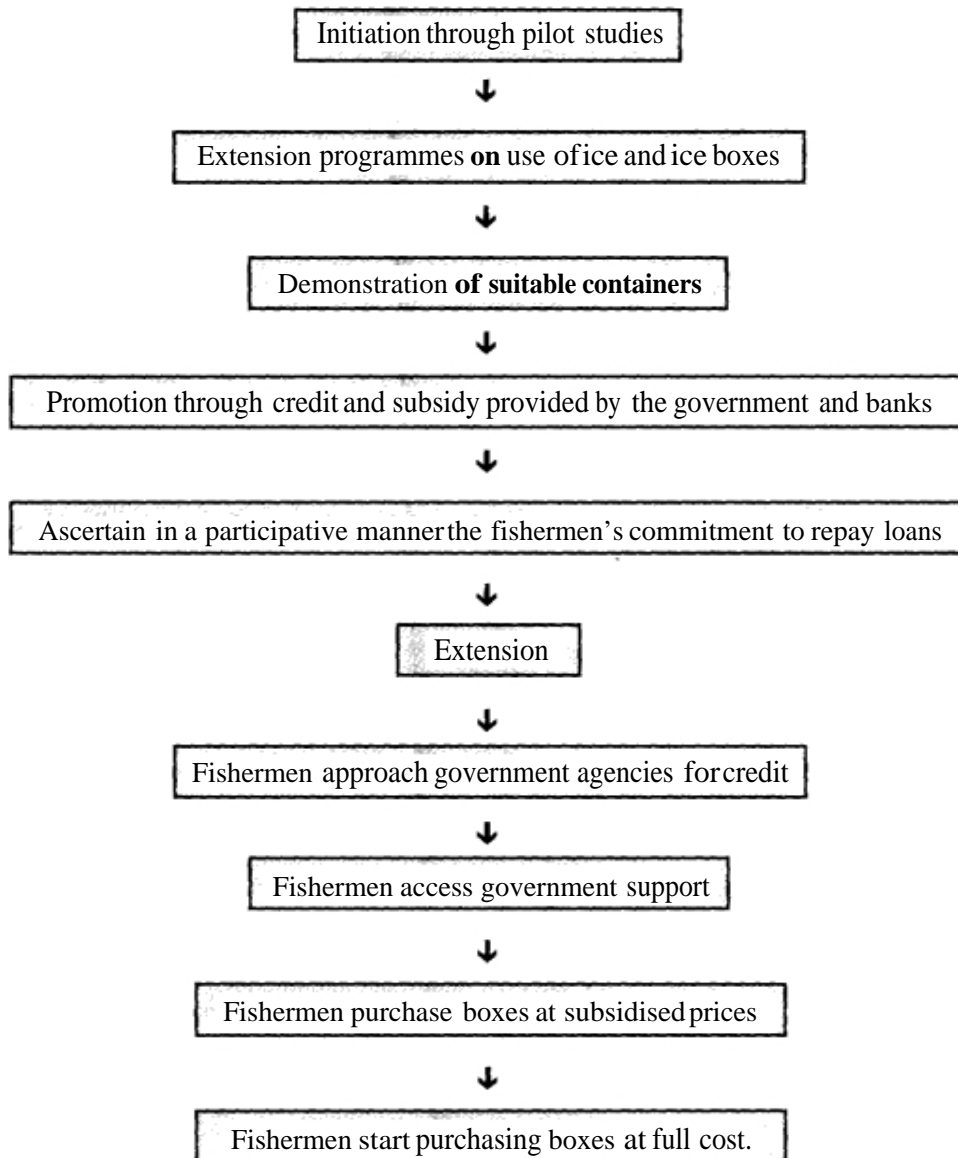 Initiation through pilot studies
Extension programmes on use of ice and ice boxes
Demonstration of suitable containers
Promotion through credit and subsidy provided by the government and banks
Ascertain in a participative manner the fishermen's commitment to repay loans
Extension
Fishermen approach government agencies for credit
Fishermen access government support
Fishermen purchase boxes at subsidised prices
Fishermen start purchasing boxes at full cost.